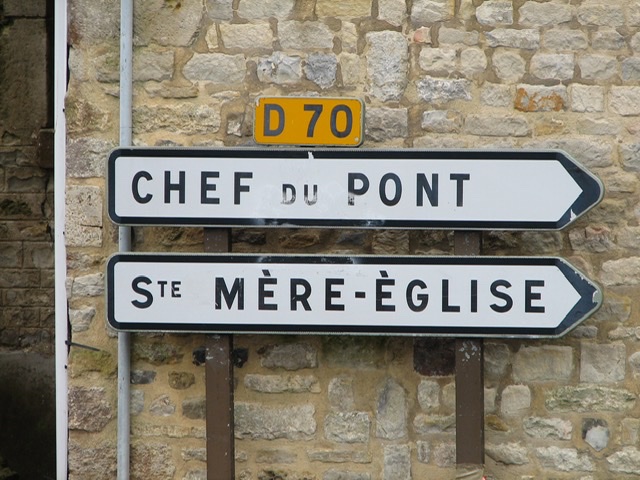 D 70
CHEF DU PONT
STE MÈRE-ÈGLISE